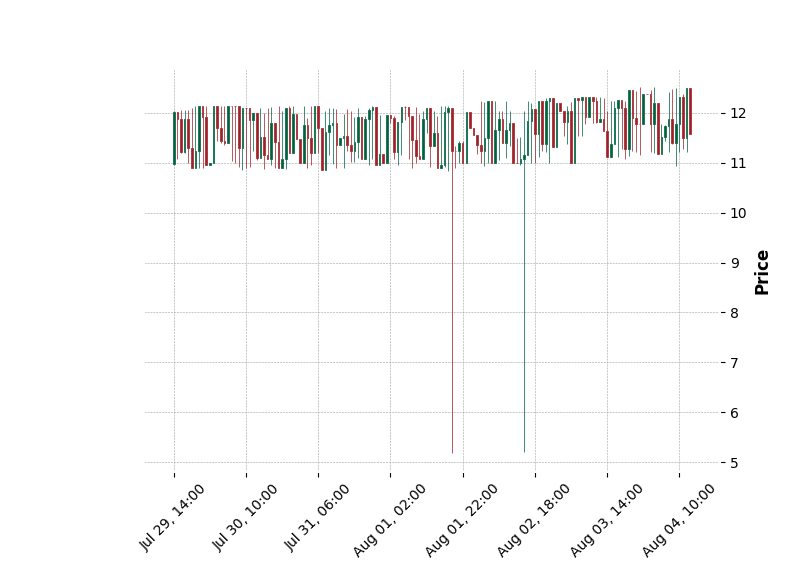 12
11
10
9
8
7
6
5
Price
Jul 29, 14:00
Jul 30, 10:00
Jul 31, 06:00
Aug 01, 02:00
Aug 01, 22:00
Aug 02, 18:00
Aug 03, 14:00
Aug 04, 10:00